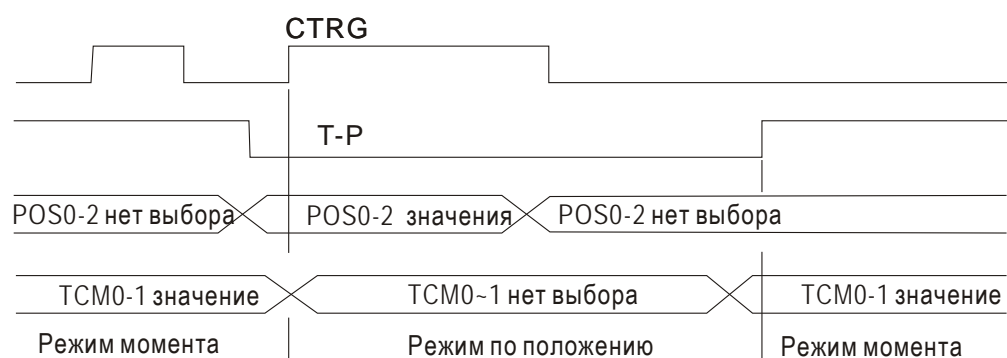 CTRG
T-P
POS0-2 нет выбора POS0-2 значения POS0-2 нет выбора
TCM0-1 значение TCM0~1 нет выбора TCM0-1 значение
Режим момента Режим по положению Режим момента